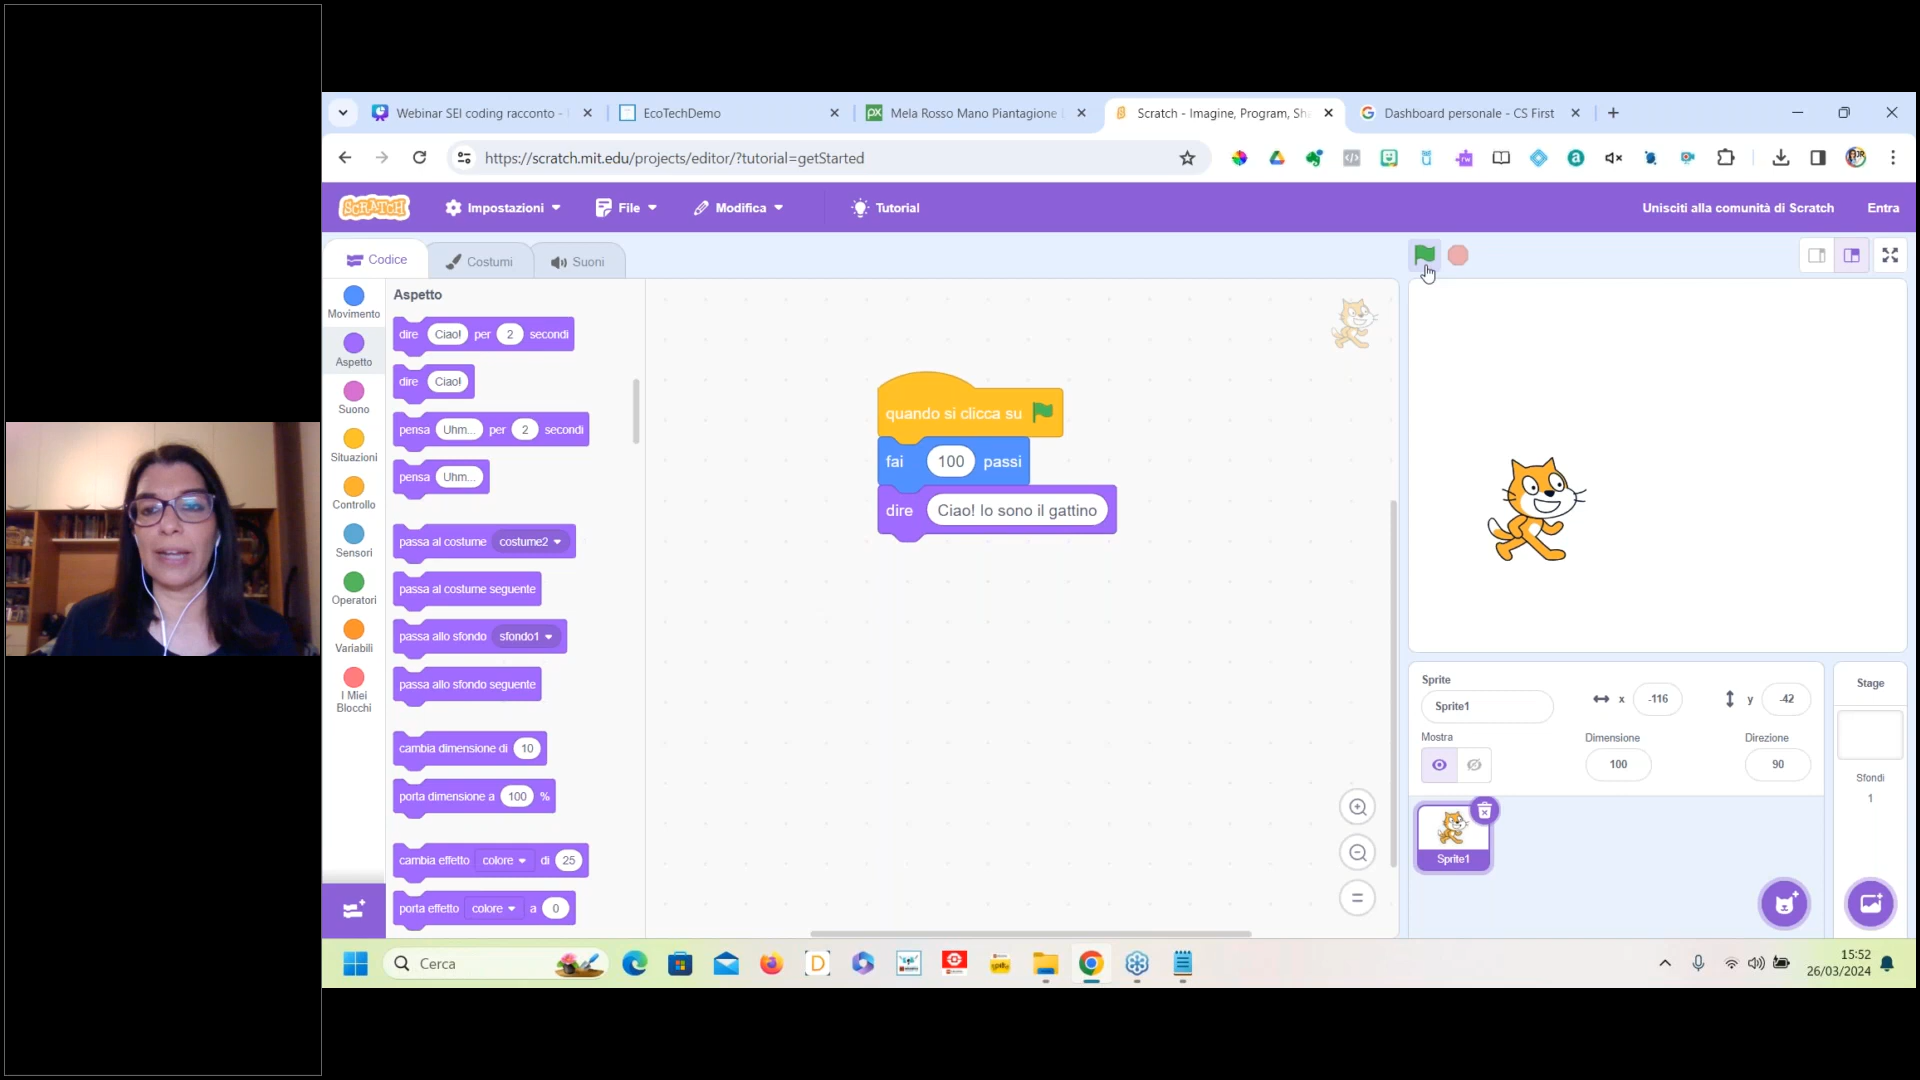 Webinar SEI coding racconto -
EcoTechDemo
Mela Rosso Mano Piantagione
Scratch - Imagine, Program, Sh
Dashboard personale - CS First
https://scratch.mit.edu/projects/editor/?tutorial=getStarted
SCRATCH
Impostazioni
File
Modifica
Tutorial
Unisciti alla comunità di Scratch
Entra
Codice
Costumi
Suoni
Movimento
Aspetto
Suono
Situazioni
Controllo
Sensori
Operatori
Variabili
I Miei
Blocchi
Aspetto
dire Ciao! per 2 secondi
dire Ciao!
pensa Uhm... per 2 secondi
pensa Uhm...
passa al costume costume2
passa al costume seguente
passa allo sfondo sfondo1
passa allo sfondo seguente
cambia dimensione di 10
porta dimensione a 100 %
cambia effetto colore di 25
porta effetto colore a 0
quando si clicca su
fai 100 passi
dire Ciao! Io sono il gattino
Sprite
Sprite1
x -116
y -42
Mostra
Dimensione
100
Direzione
90
Sprite1
Stage
Sfondi
1
Cerca
15:52
26/03/2024